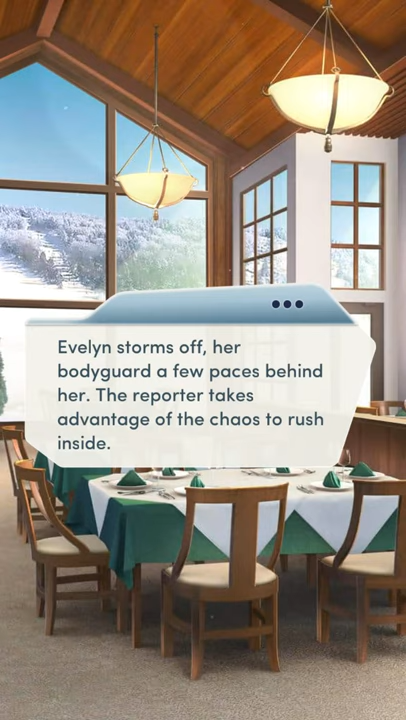 Evelyn storms off, her
bodyguard a few paces behind
her. The reporter takes
advantage of the chaos to rush
inside.